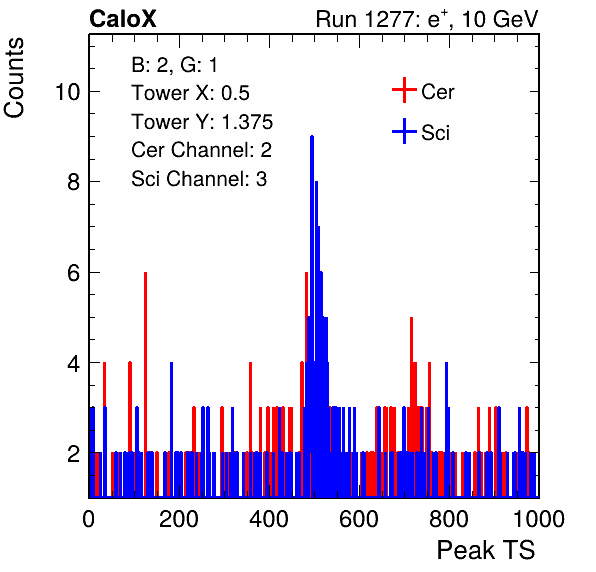 CaloX Run 1277: e⁺, 10 GeV
Counts
B: 2, G: 1
Tower X: 0.5
Tower Y: 1.375
Cer Channel: 2
Sci Channel: 3
Cer
Sci
10
8
6
4
2
0 200 400 600 800 1000
Peak TS